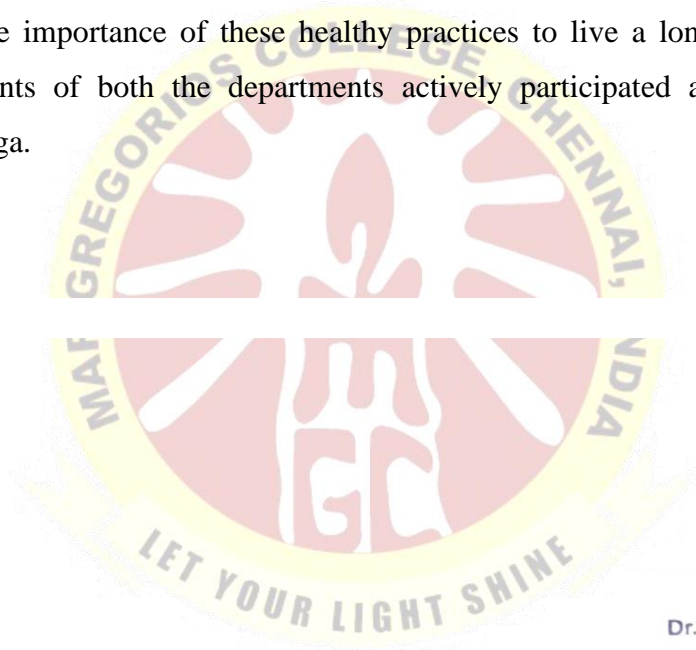 e importance of these healthy practices to live a lon
nts of both the departments actively participated a
ga.
MAR GREGORIOS COLLEGE, CHENNAI, INDIA
MGC
LET YOUR LIGHT SHINE
Dr.